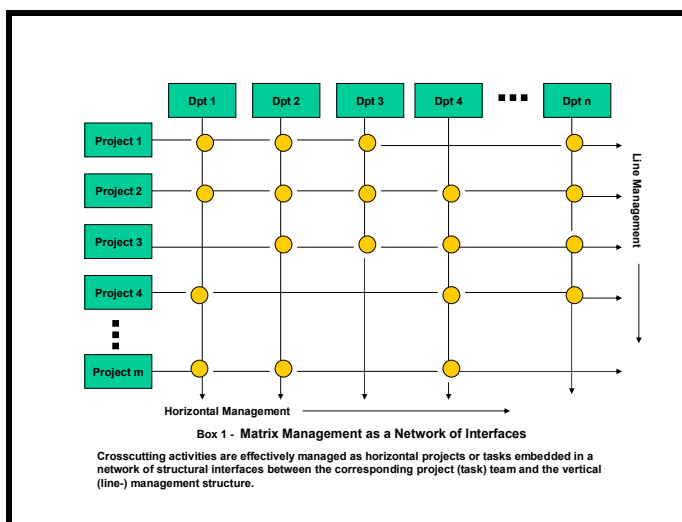 Dpt 1 Dpt 2 Dpt 3 Dpt 4 Dpt n
Project 1
Project 2
Project 3
Project 4
Project m
Line Management
Horizontal Management
Box 1 - Matrix Management as a Network of Interfaces
Crosscutting activities are effectively managed as horizontal projects or tasks embedded in a
network of structural interfaces between the corresponding project (task) team and the vertical
(line-) management structure.